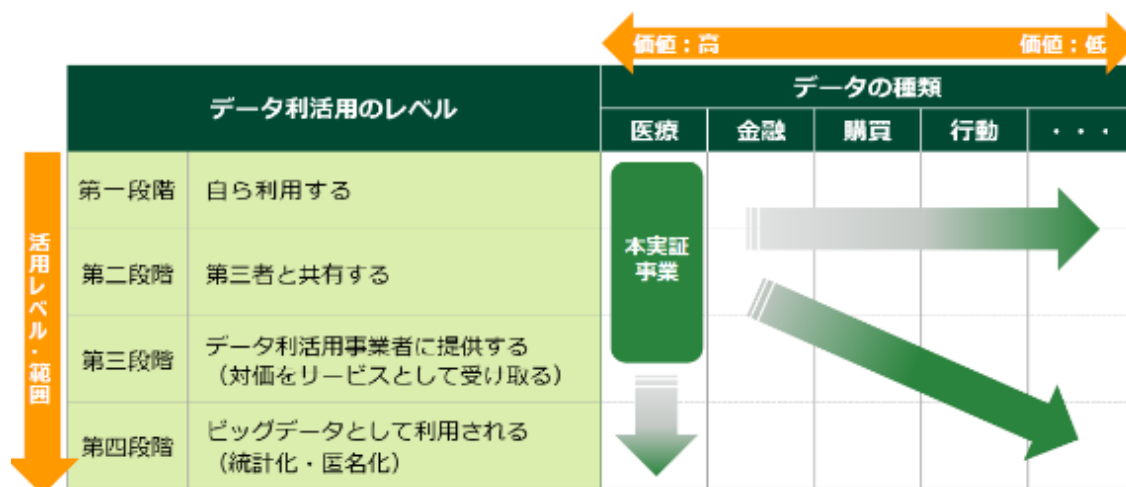 価値：高
価値：低
データ利活用のレベル
データの種類
医療
金融
購買
行動
・・・
活用レベル・範囲
第一段階
自ら利用する
第二段階
第三者と共有する
第三段階
データ利活用事業者に提供する
（対価をリービスとして受け取る）
第四段階
ビッグデータとして利用される
（統計化・匿名化）
本実証
事業